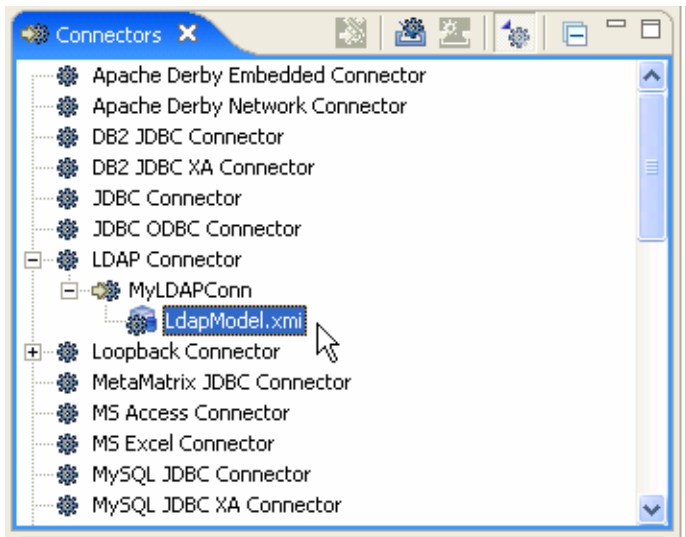 Connectors
Apache Derby Embedded Connector
Apache Derby Network Connector
DB2 JDBC Connector
DB2 JDBC XA Connector
JDBC Connector
JDBC ODBC Connector
LDAP Connector
MyLDAPConn
LdapModel.xmi
Loopback Connector
MetaMatrix JDBC Connector
MS Access Connector
MS Excel Connector
MySQL JDBC Connector
MySQL JDBC XA Connector